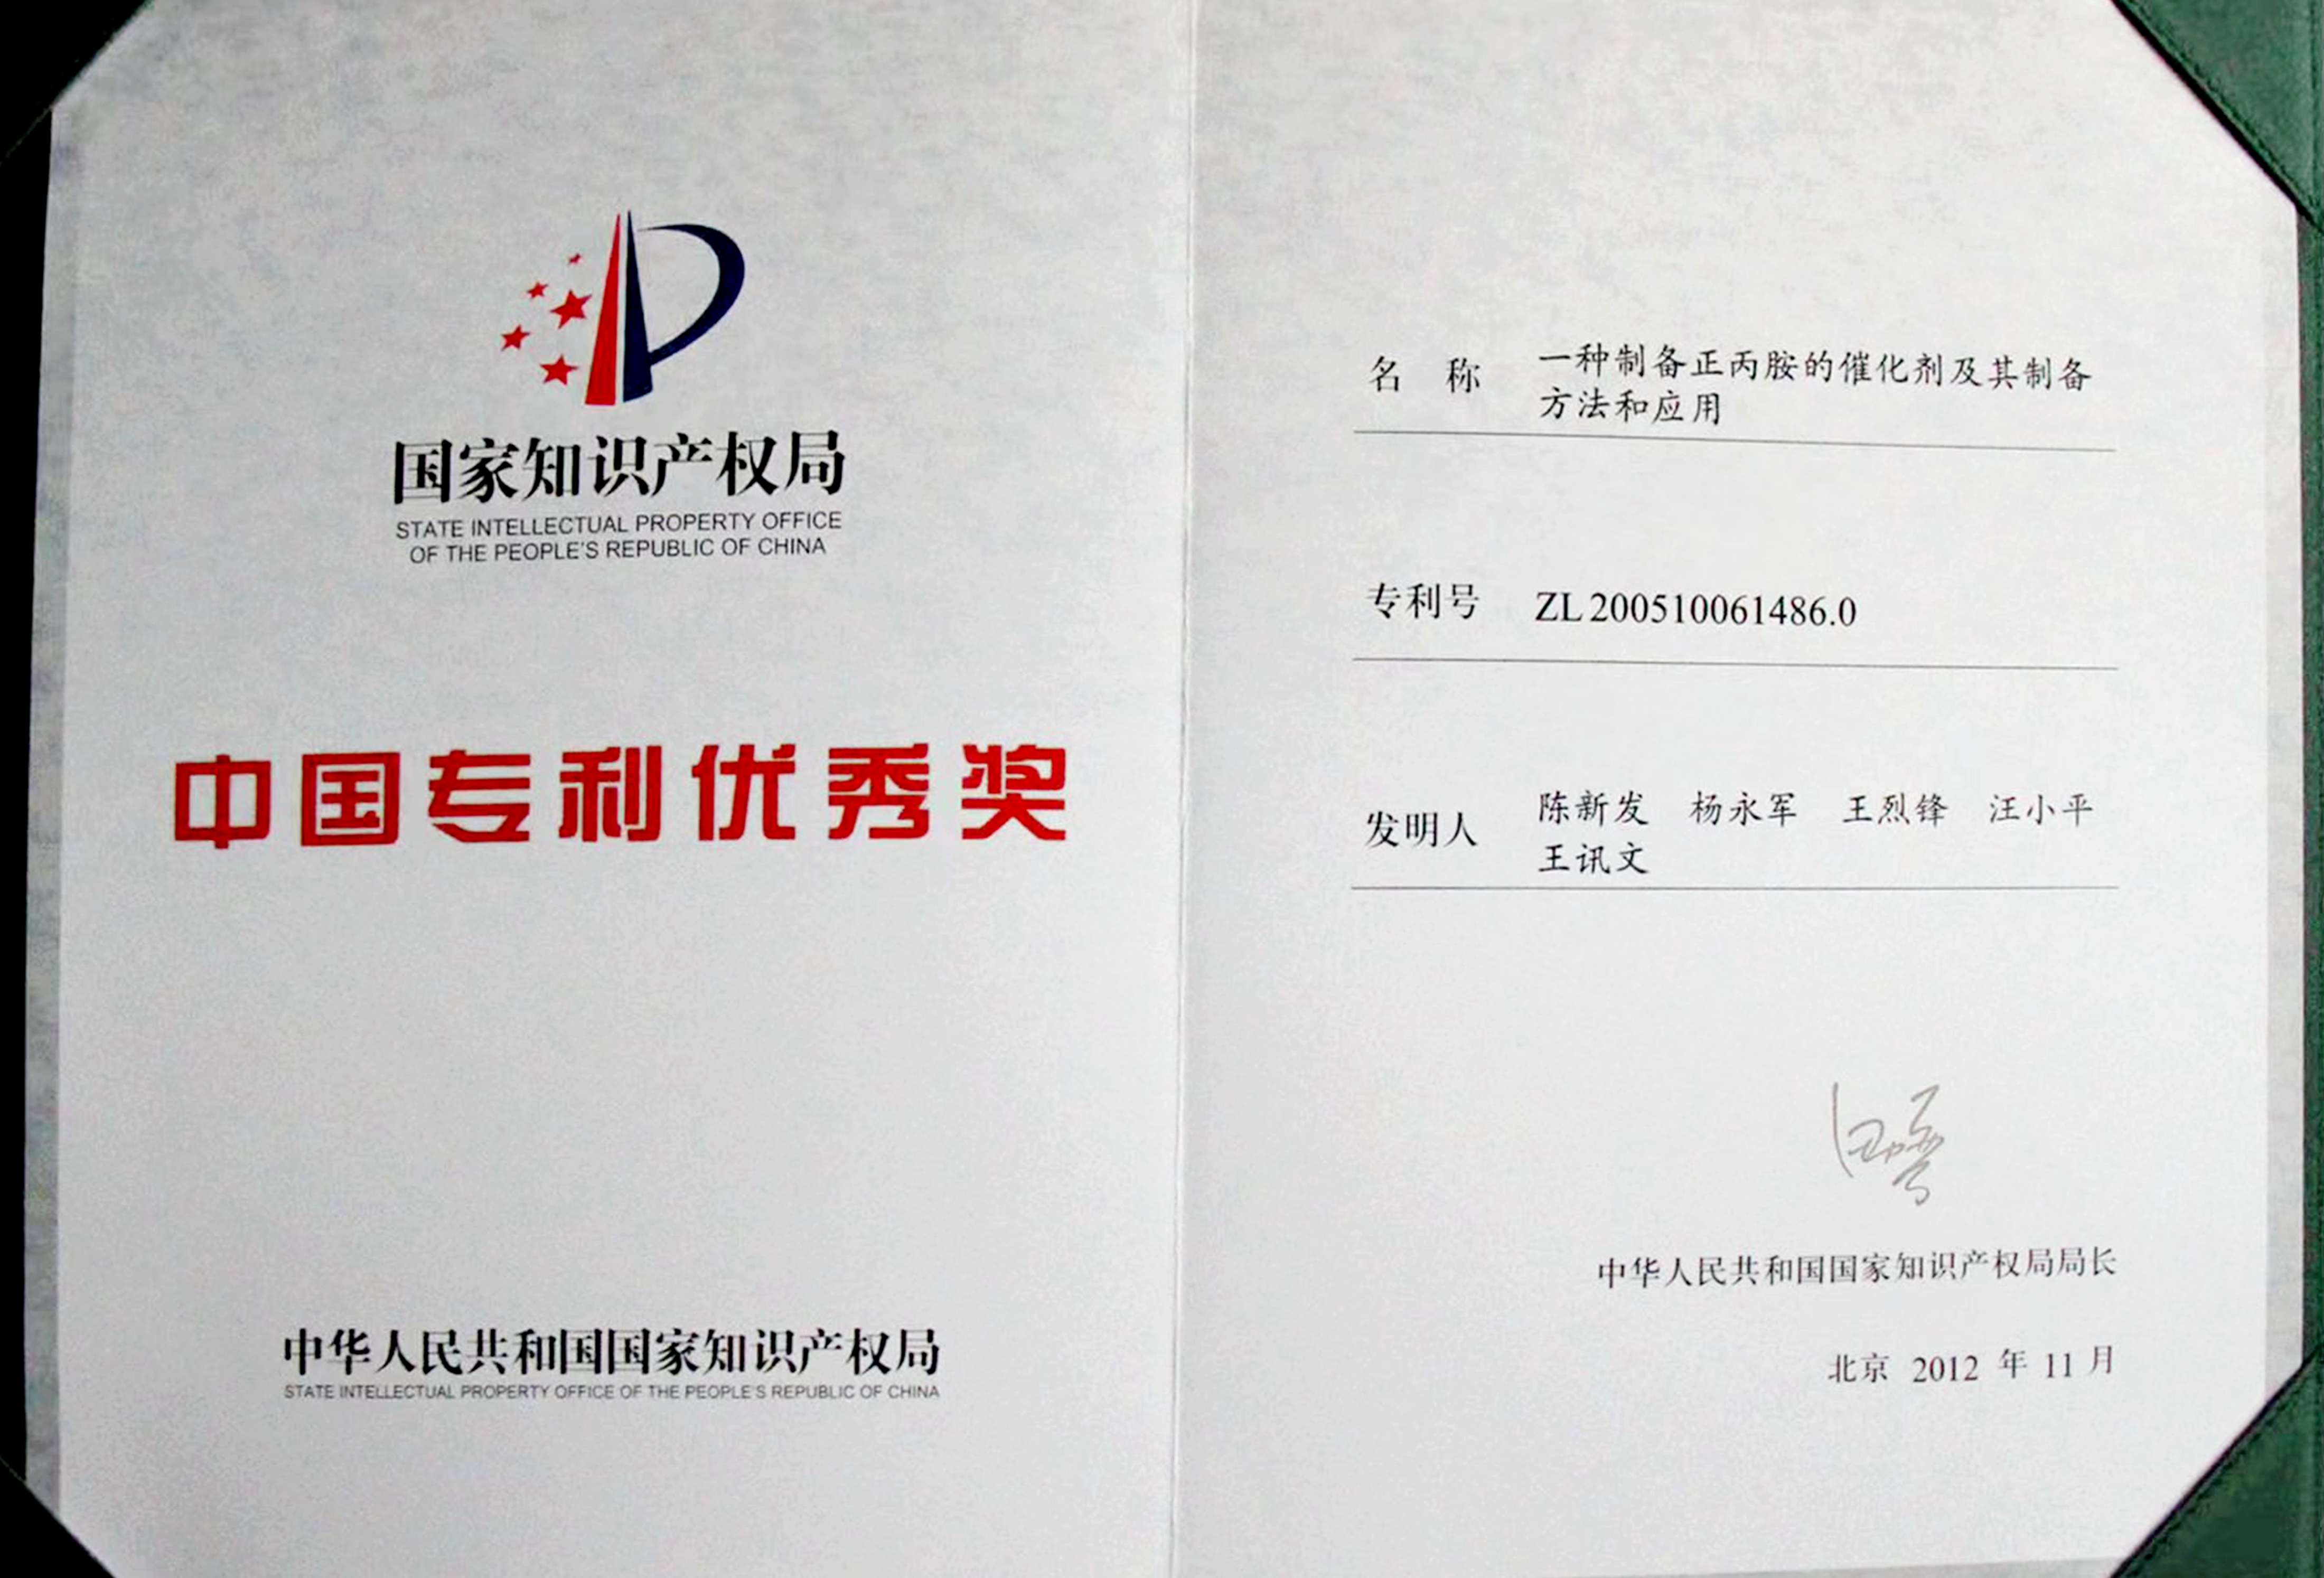 国家知识产权局
STATE INTELLECTUAL PROPERTY OFFICE
OF THE PEOPLE'S REPUBLIC OF CHINA
中国专利优秀奖
中华人民共和国国家知识产权局
STATE INTELLECTUAL PROPERTY OFFICE OF THE PEOPLE'S REPUBLIC OF CHINA
名 称 一种制备正丙胺的催化剂及其制备
方法和应用
专利号 ZL 200510061486.0
发明人 陈新发 杨永军 王烈锋 汪小平
王讯文
中华人民共和国国家知识产权局局长
北京 2012 年 11 月